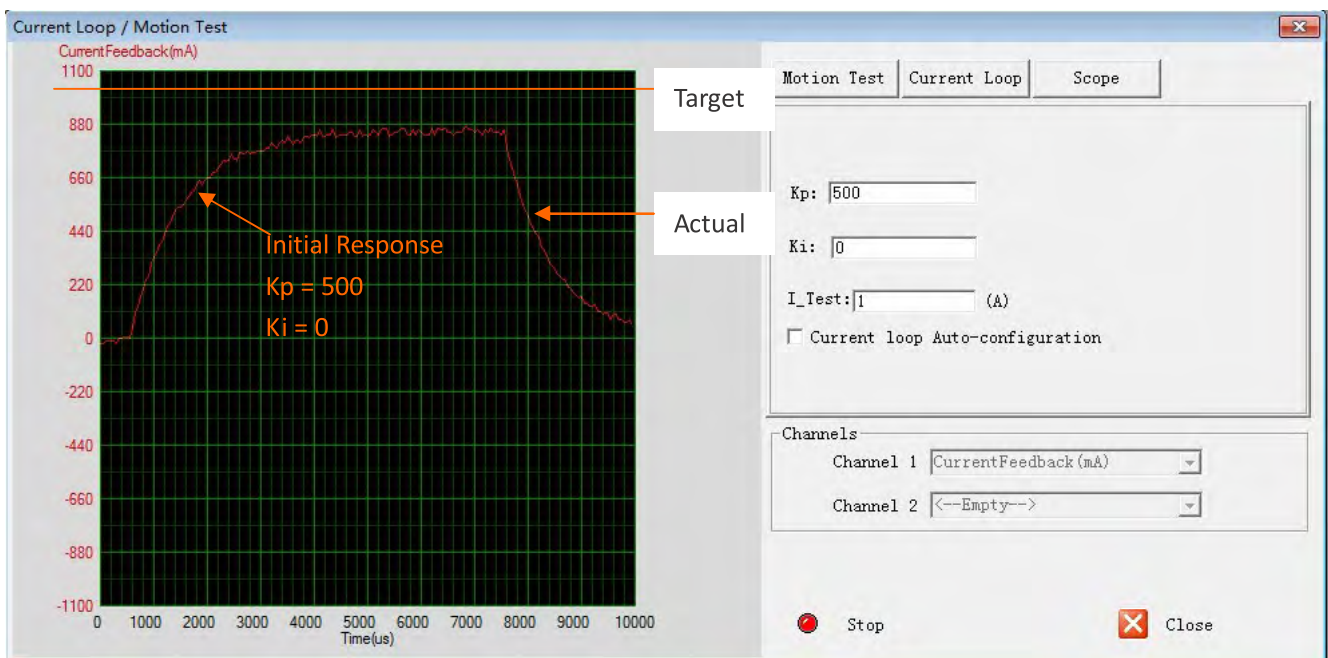 Current Loop / Motion Test
CurrentFeedback(mA)
1100
880
660
440
220
0
-220
-440
-660
-880
-1100
0 1000 2000 3000 4000 5000 6000 7000 8000 9000 10000
Time(us)
Target
Actual
Initial Response
Kp = 500
Ki = 0
Motion Test Current Loop Scope
Kp: 500
Ki: 0
I_Test: 1 (A)
Current loop Auto-configuration
Channels
Channel 1 CurrentFeedback(mA)
Channel 2 <--Empty-->
Stop Close